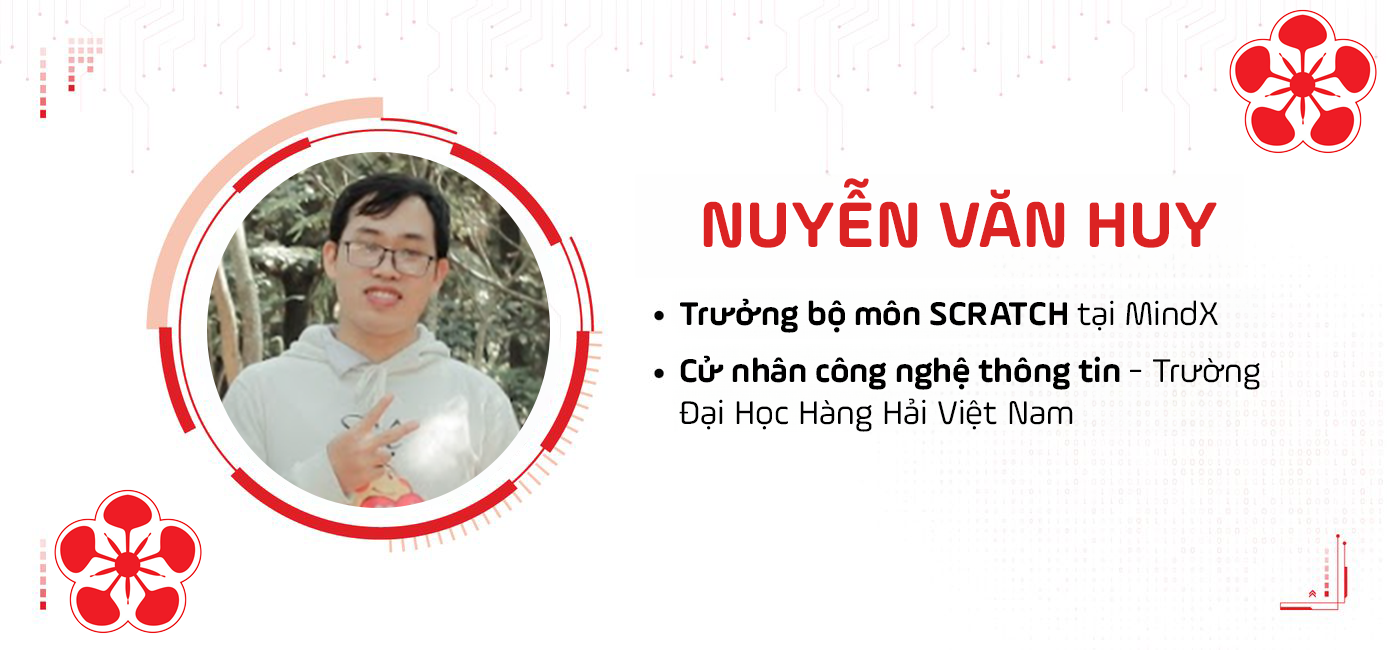 NUYỄN VĂN HUY
• Trưởng bộ môn SCRATCH tại MindX
• Cử nhân công nghệ thông tin - Trường
Đại Học Hàng Hải Việt Nam